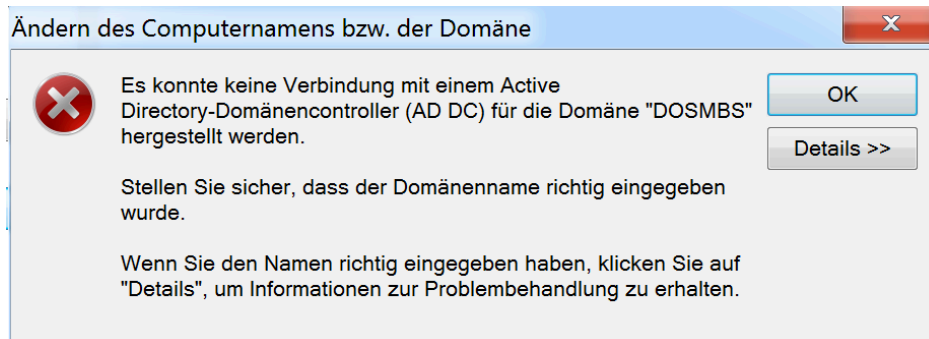 Ändern des Computernamens bzw. der Domäne
Es konnte keine Verbindung mit einem Active
Directory-Domänencontroller (AD DC) für die Domäne "DOSMBS"
hergestellt werden.
Stellen Sie sicher, dass der Domänenname richtig eingegeben
wurde.
Wenn Sie den Namen richtig eingegeben haben, klicken Sie auf
"Details", um Informationen zur Problembehandlung zu erhalten.
OK
Details >>